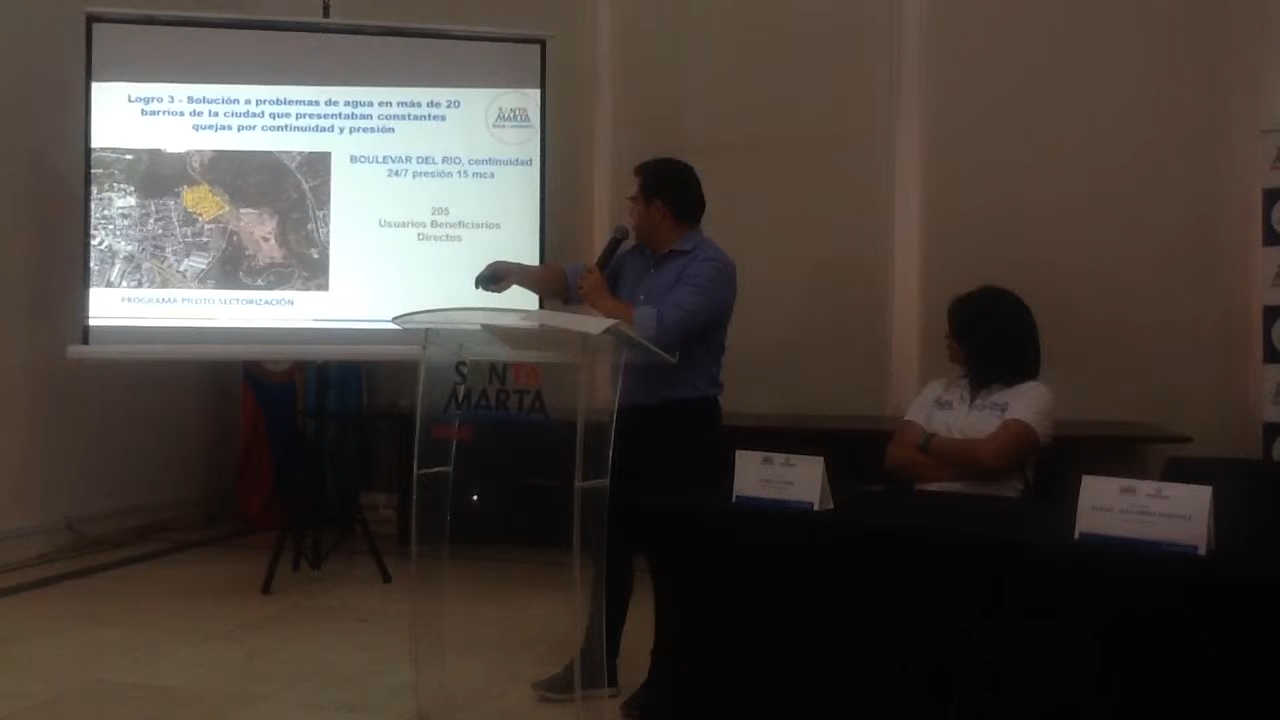 Logro 3 - Solución a problemas de agua en más de 20
barrios de la ciudad que presentaban constantes
quejas por continuidad y presión
SANTA
MARTA
BOULEVAR DEL RIO, continuidad
24/7 presión 15 mca
205
Usuarios Beneficiarios
Directos
PROGRAMA PILOTO SECTORIZACIÓN
SANTA
MARTA